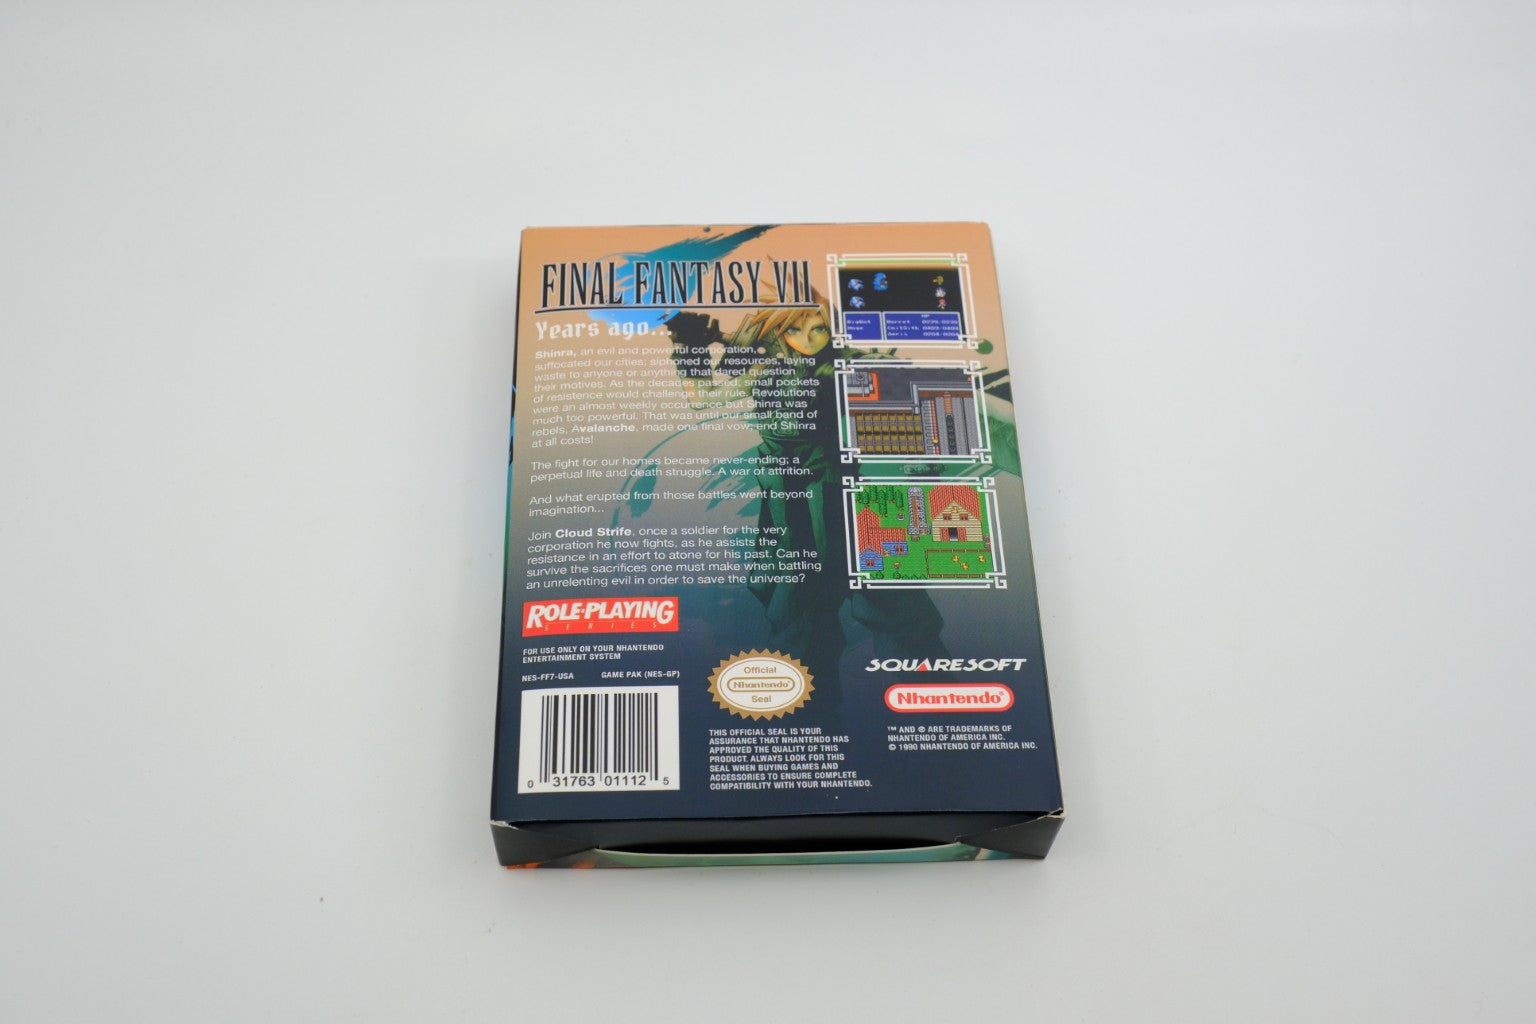 FINAL FANTASY VII
Years ago...
Shinra, an evil and powerful corporation,
suffocated our cities; siphoned our resources, laying
waste to anyone or anything that dared question
their motives. As the decades passed, small pockets
of resistance would challenge their rule. Revolutions
were an almost weekly occurrence but Shinra was
much too powerful. That was until our small band of
rebels, Avalanche, made one final vow; end Shinra
at all costs!
The fight for our homes became never-ending; a
perpetual life and death struggle. A war of attrition.
And what erupted from those battles went beyond
imagination...
Join Cloud Strife, once a soldier for the very
corporation he now fights, as he assists the
resistance in an effort to atone for his past. Can he
survive the sacrifices one must make when battling
an unrelenting evil in order to save the universe?
HP
Barret 0239/0239
Aeris 0204/0204
ROLE-PLAYING
SERIES
FOR USE ONLY ON YOUR NHANTENDO
ENTERTAINMENT SYSTEM
NES-FF7-USA GAME PAK (NES-GP)
0 31763 01112 5
Official
Nhantendo®
Seal
THIS OFFICIAL SEAL IS YOUR
ASSURANCE THAT NHANTENDO HAS
APPROVED THE QUALITY OF THIS
PRODUCT. ALWAYS LOOK FOR THIS
SEAL WHEN BUYING GAMES AND
ACCESSORIES TO ENSURE COMPLETE
COMPATIBILITY WITH YOUR NHANTENDO.
SQUARESOFT
Nhantendo®
™ AND ® ARE TRADEMARKS OF
NHANTENDO OF AMERICA INC.
© 1990 NHANTENDO OF AMERICA INC.